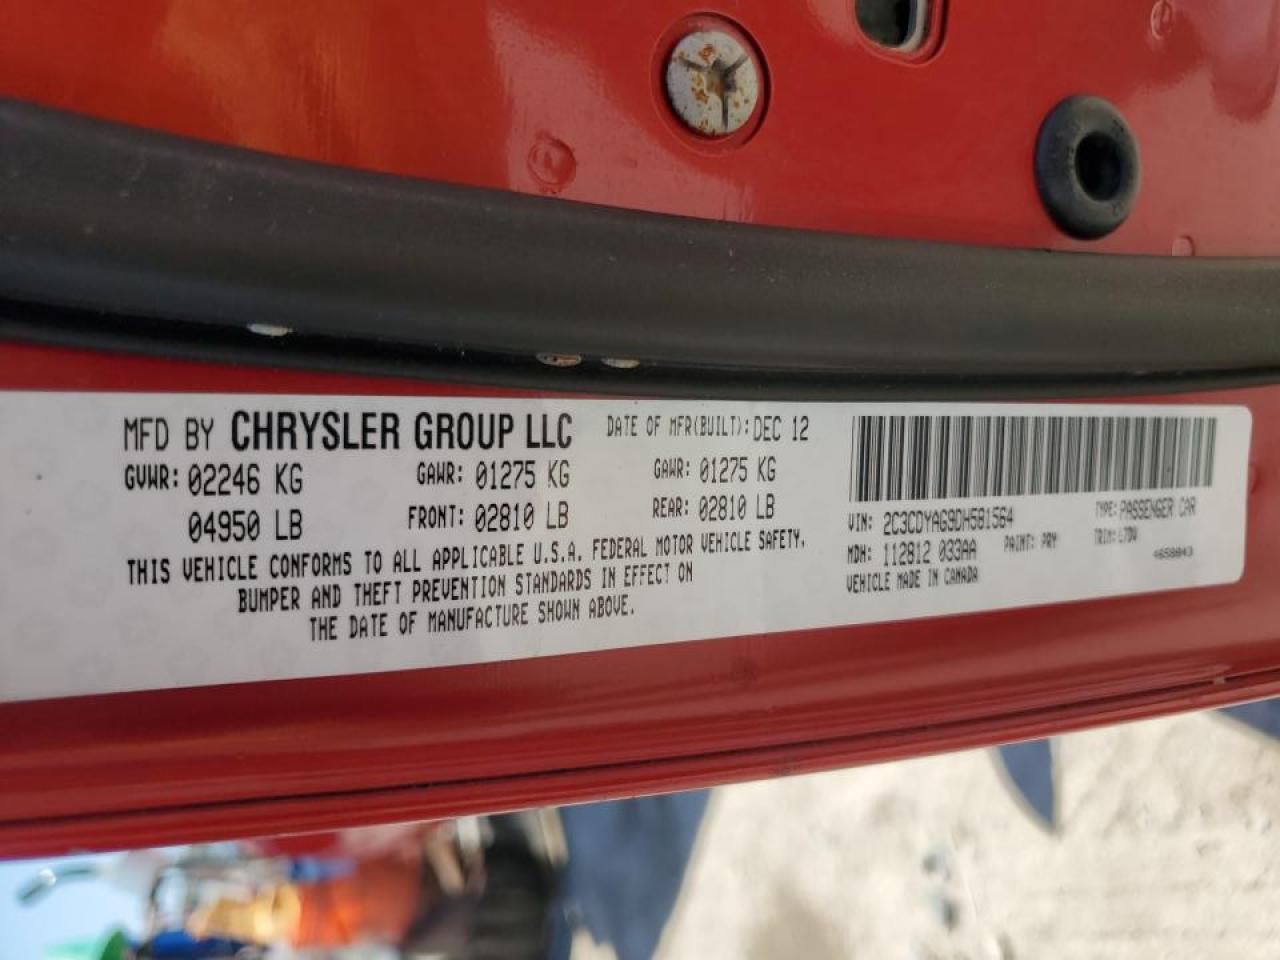 MFD BY CHRYSLER GROUP LLC DATE OF MFR(BUILT): DEC 12
GVWR: 02246 KG GAWR: 01275 KG GAWR: 01275 KG
04950 LB FRONT: 02810 LB REAR: 02810 LB
THIS VEHICLE CONFORMS TO ALL APPLICABLE U.S.A. FEDERAL MOTOR VEHICLE SAFETY,
BUMPER AND THEFT PREVENTION STANDARDS IN EFFECT ON
THE DATE OF MANUFACTURE SHOWN ABOVE.
VIN: 2C3CDYAG9DH581564 TYPE: PASSENGER CAR
MDH: 112812 033AA PAINT: PRY TRIM: L7DV
VEHICLE MADE IN CANADA 4658843